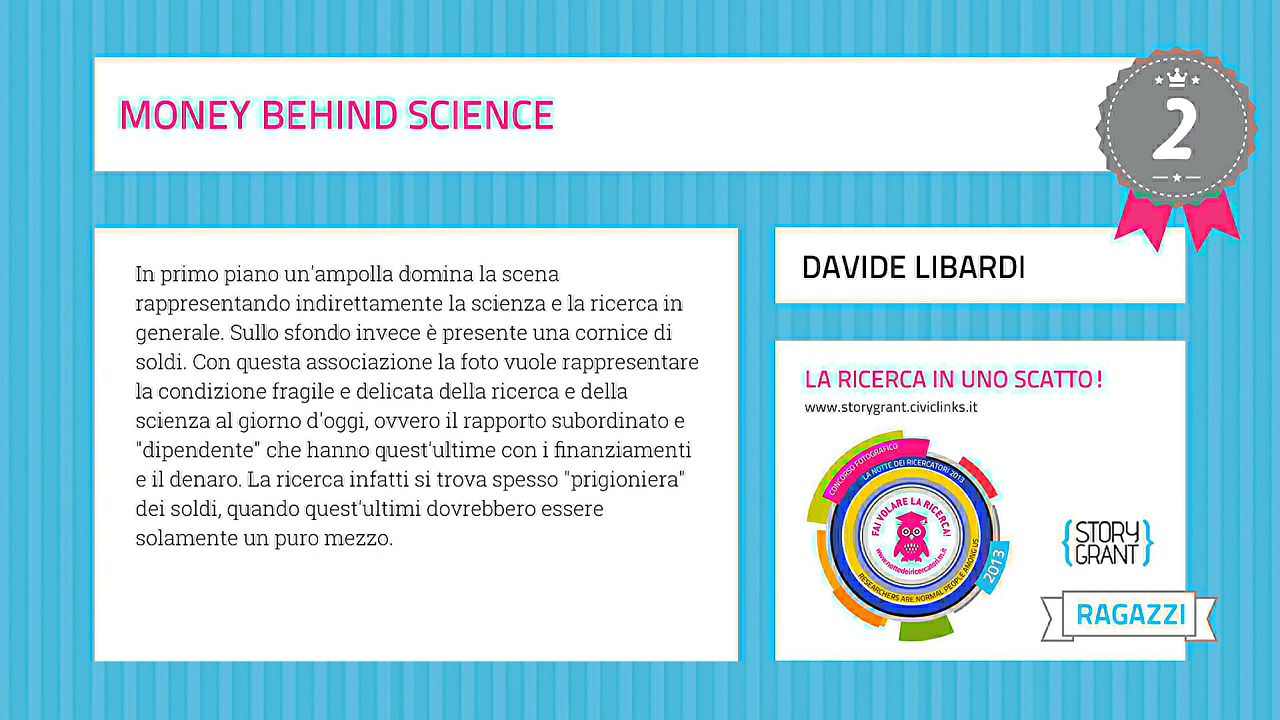 MONEY BEHIND SCIENCE
2
In primo piano un'ampolla domina la scena
rappresentando indirettamente la scienza e la ricerca in
generale. Sullo sfondo invece è presente una cornice di
soldi. Con questa associazione la foto vuole rappresentare
la condizione fragile e delicata della ricerca e della
scienza al giorno d'oggi, ovvero il rapporto subordinato e
"dipendente" che hanno quest'ultime con i finanziamenti
e il denaro. La ricerca infatti si trova spesso "prigioniera"
dei soldi, quando quest'ultimi dovrebbero essere
solamente un puro mezzo.
DAVIDE LIBARDI
LA RICERCA IN UNO SCATTO!
www.storygrant.civiclinks.it
CONCORSO FOTOGRAFICO
LA NOTTE DEI RICERCATORI 2013
FAI VOLARE LA RICERCA!
www.nottedeiricercatori.tn.it
RESEARCHERS ARE NORMAL PEOPLE AMONG US
2013
{STORY
GRANT}
RAGAZZI